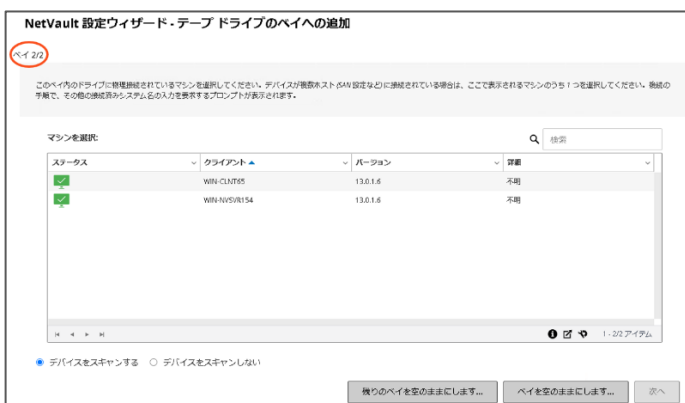 NetVault 設定ウィザード - テープ ドライブのベイへの追加
ベイ 2/2
このベイ内のドライブに物理接続されているマシンを選択してください。デバイスが複数ホスト (SAN 設定など) に接続されている場合は、ここで表示されるマシンのうち 1 つを選択してください。後続の
手順で、その他の接続済みシステム名の入力を要求するプロンプトが表示されます。
マシンを選択:
検索
ステータス クライアント バージョン 詳細
WIN-CLNT65 13.0.1.6 不明
WIN-NVSVR154 13.0.1.6 不明
1 - 2/2 アイテム
デバイスをスキャンする デバイスをスキャンしない
残りのベイを空のままにします... ベイを空のままにします... 次へ